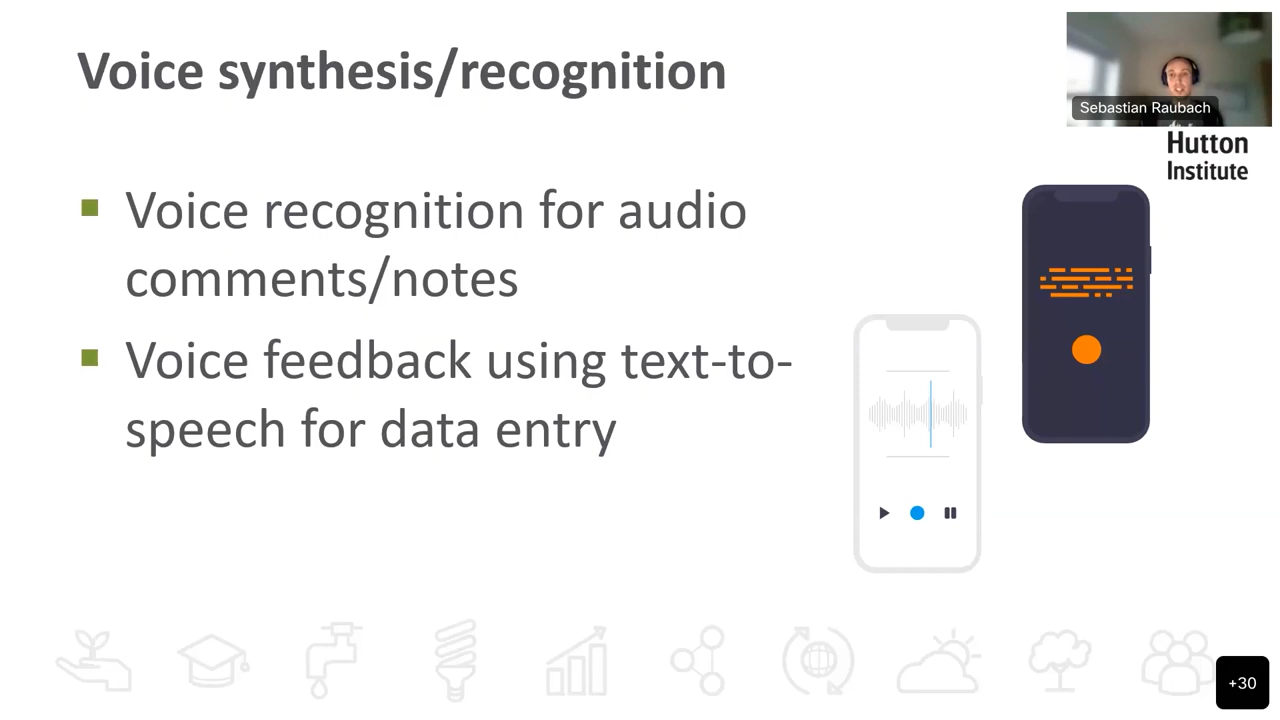 Voice synthesis/recognition
Sebastian Raubach
Hutton
Institute
Voice recognition for audio
comments/notes
Voice feedback using text-to-
speech for data entry
+30